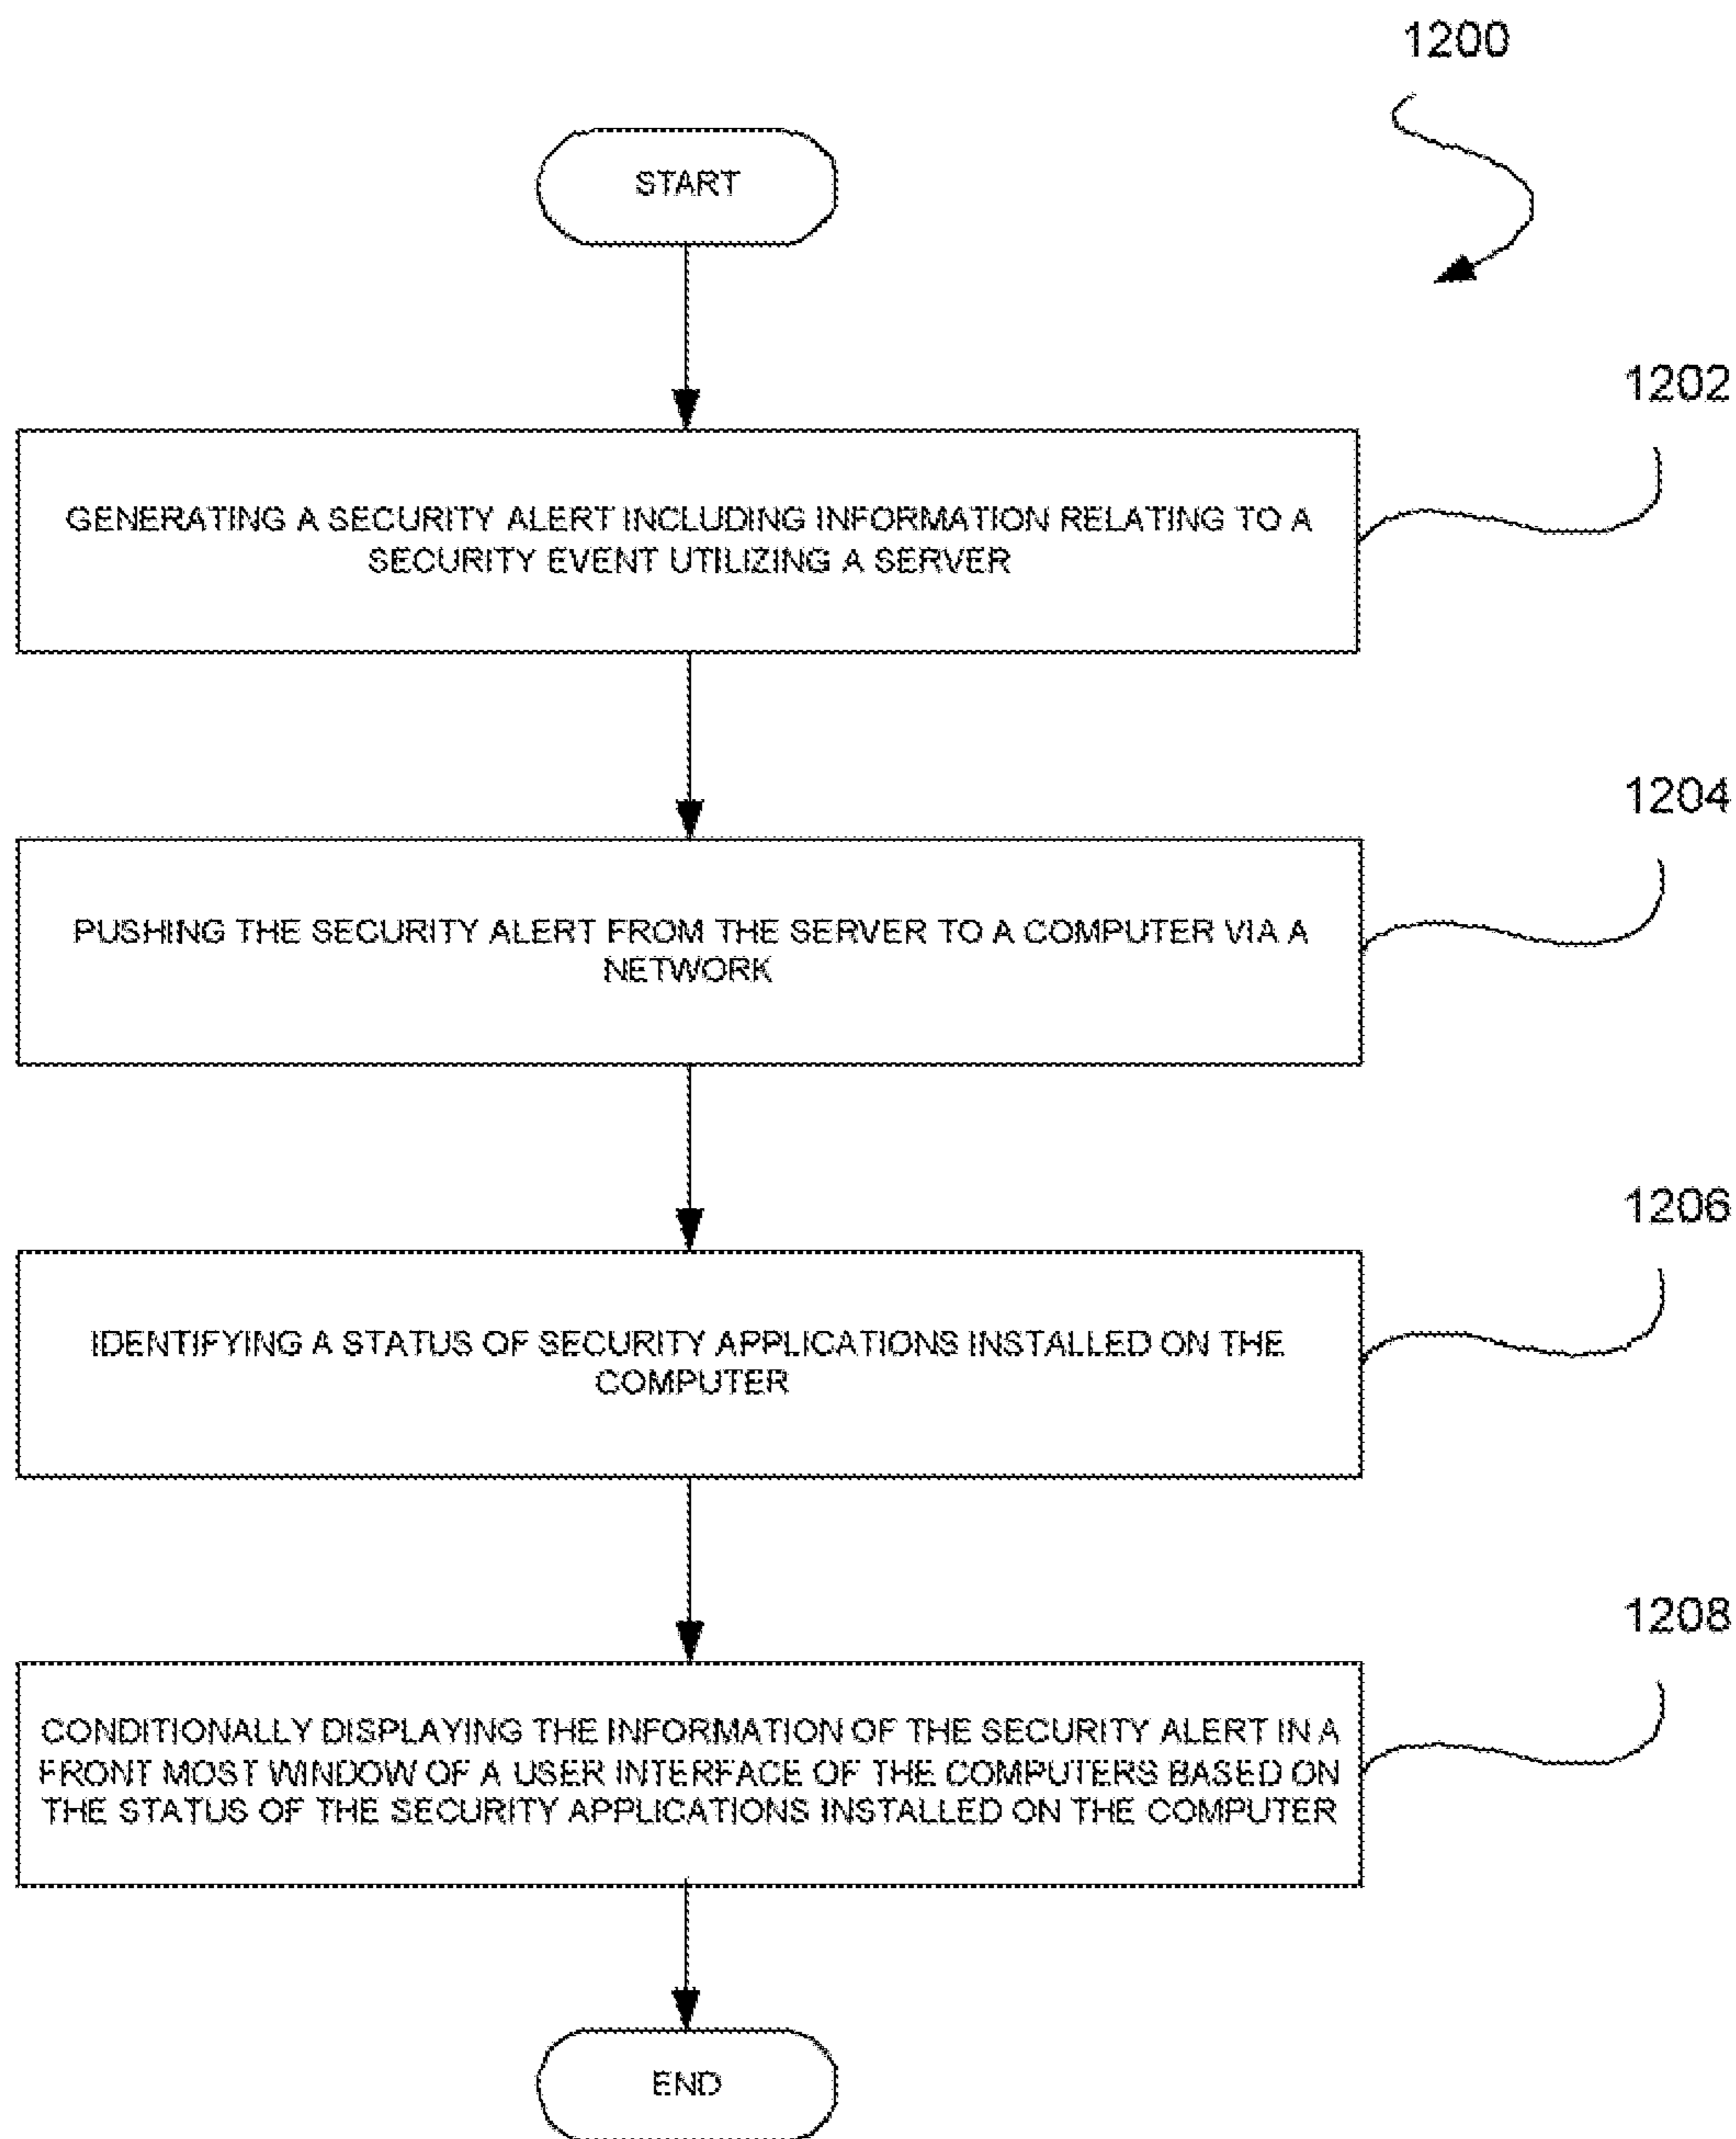 1200
START
1202
GENERATING A SECURITY ALERT INCLUDING INFORMATION RELATING TO A
SECURITY EVENT UTILIZING A SERVER
1204
PUSHING THE SECURITY ALERT FROM THE SERVER TO A COMPUTER VIA A
NETWORK
1206
IDENTIFYING A STATUS OF SECURITY APPLICATIONS INSTALLED ON THE
COMPUTER
1208
CONDITIONALLY DISPLAYING THE INFORMATION OF THE SECURITY ALERT IN A
FRONT MOST WINDOW OF A USER INTERFACE OF THE COMPUTERS BASED ON
THE STATUS OF THE SECURITY APPLICATIONS INSTALLED ON THE COMPUTER
END